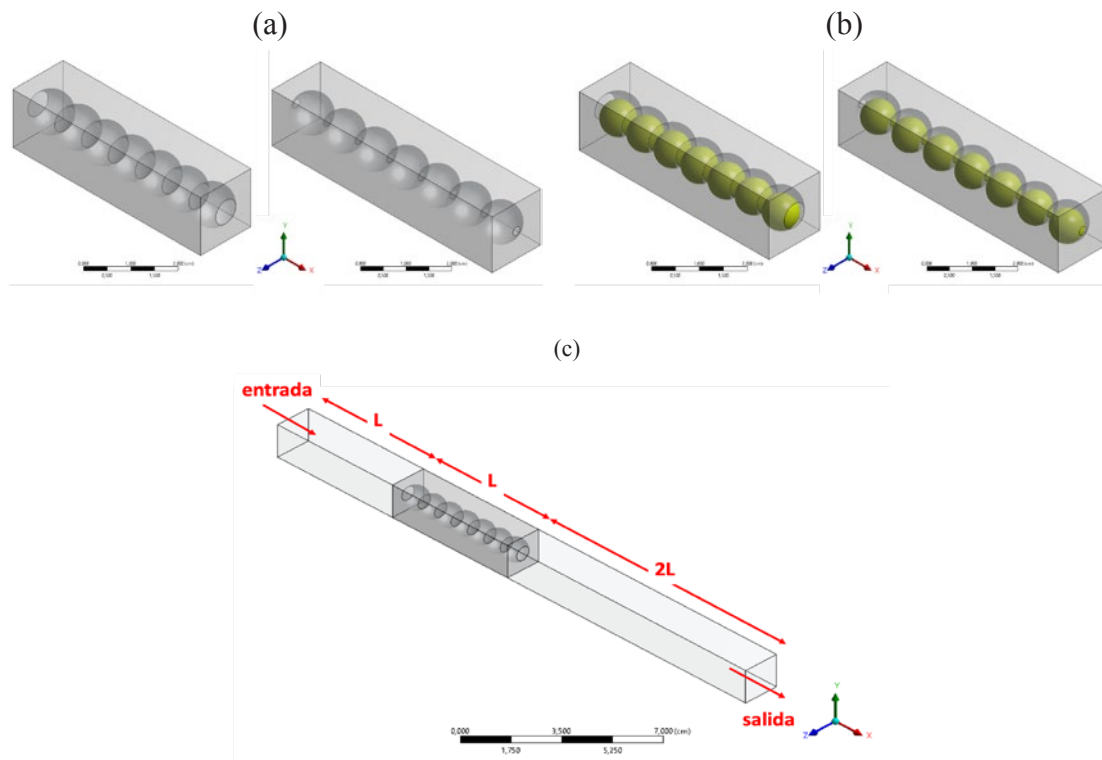 (a)
(b)
Y
Z
X
Y
Z
X
(c)
entrada
L
L
2L
salida
Y
Z
X
0,000
3,500
7,000 (cm)
1,750
5,250